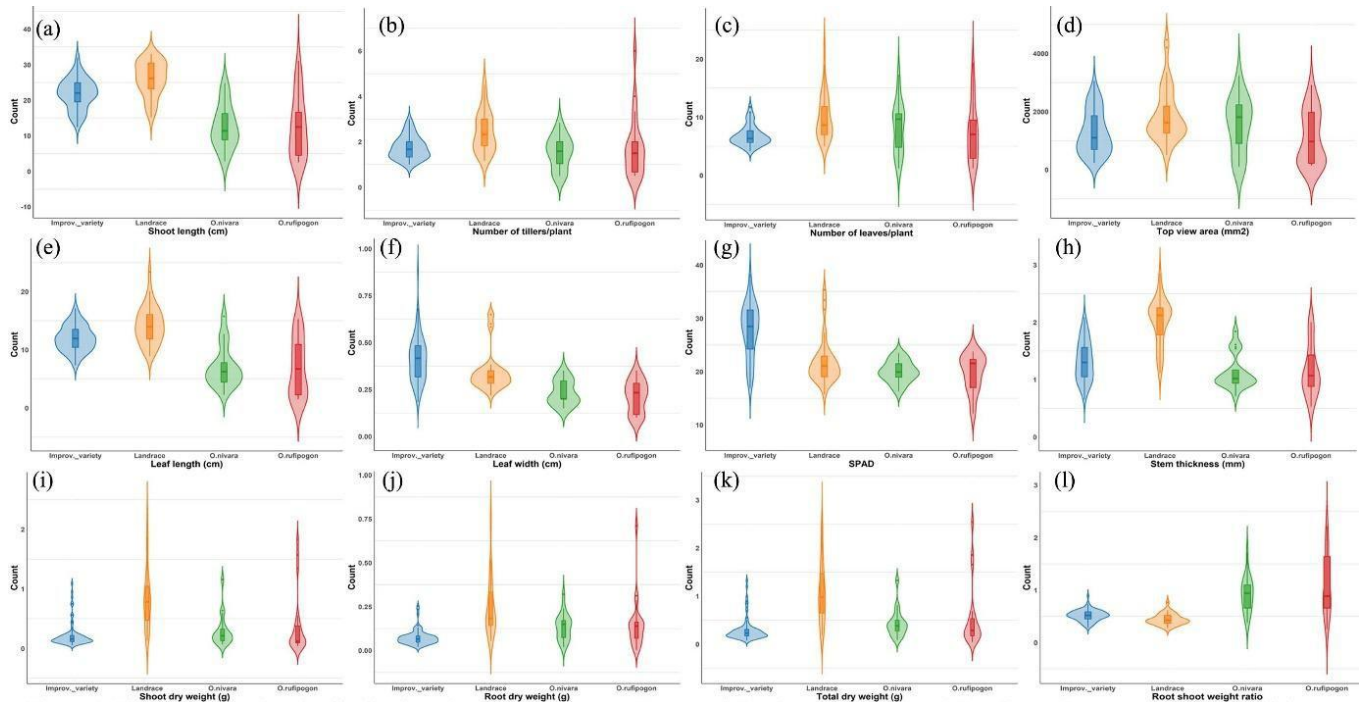 (a)
Count
40
30
20
10
0
-10
Improv._variety Landrace O.nivara O.rufipogon
Shoot length (cm)
(b)
Count
6
4
2
0
Improv._variety Landrace O.nivara O.rufipogon
Number of tillers/plant
(c)
Count
20
10
0
Improv._variety Landrace O.nivara O.rufipogon
Number of leaves/plant
(d)
Count
4000
2000
0
Improv._variety Landrace O.nivara O.rufipogon
Top view area (mm2)
(e)
Count
20
10
0
Improv._variety Landrace O.nivara O.rufipogon
Leaf length (cm)
(f)
Count
1.00
0.75
0.50
0.25
0.00
Improv._variety Landrace O.nivara O.rufipogon
Leaf width (cm)
(g)
Count
40
30
20
10
Improv._variety Landrace O.nivara O.rufipogon
SPAD
(h)
Count
3
2
1
0
Improv._variety Landrace O.nivara O.rufipogon
Stem thickness (mm)
(i)
Count
2
1
0
Improv._variety Landrace O.nivara O.rufipogon
Shoot dry weight (g)
(j)
Count
1.00
0.75
0.50
0.25
0.00
Improv._variety Landrace O.nivara O.rufipogon
Root dry weight (g)
(k)
Count
3
2
1
0
Improv._variety Landrace O.nivara O.rufipogon
Total dry weight (g)
(l)
Count
3
2
1
0
Improv._variety Landrace O.nivara O.rufipogon
Root shoot weight ratio